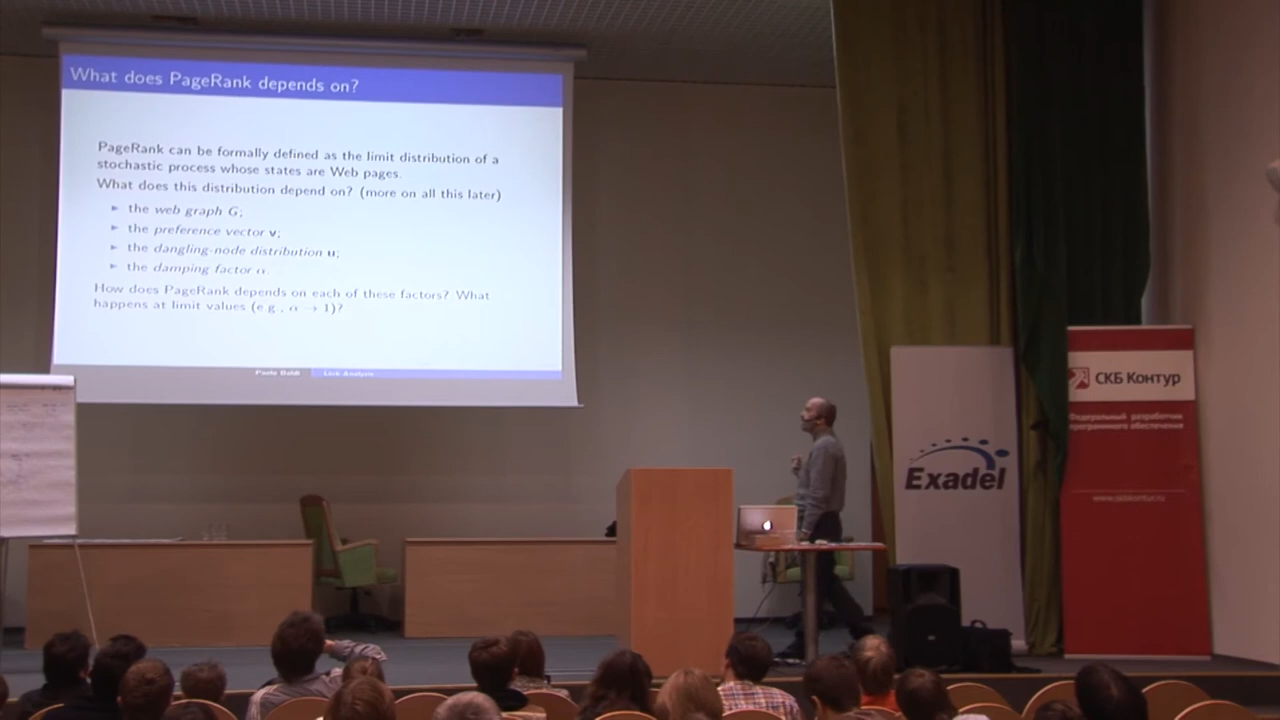 What does PageRank depends on?
PageRank can be formally defined as the limit distribution of a
stochastic process whose states are Web pages.
What does this distribution depend on? (more on all this later)
▶ the web graph G;
▶ the preference vector v;
▶ the dangling-node distribution u;
▶ the damping factor α
How does PageRank depends on each of these factors? What
happens at limit values (e.g., α → 1)?
Paolo Boldi Link Analysis
Exadel
СКБ Контур
Федеральный разработчик
программного обеспечения
www.skbkontur.ru